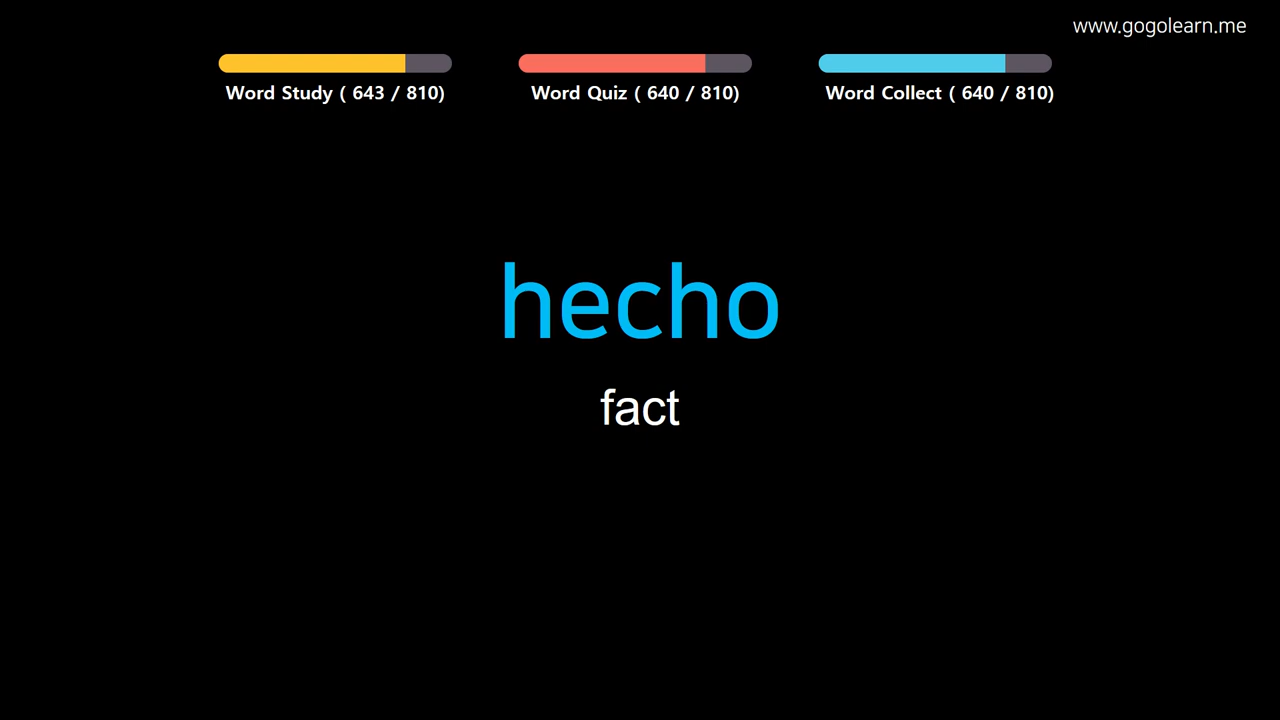 www.gogolearn.me
Word Study ( 643 / 810)
Word Quiz ( 640 / 810)
Word Collect ( 640 / 810)
hecho
fact